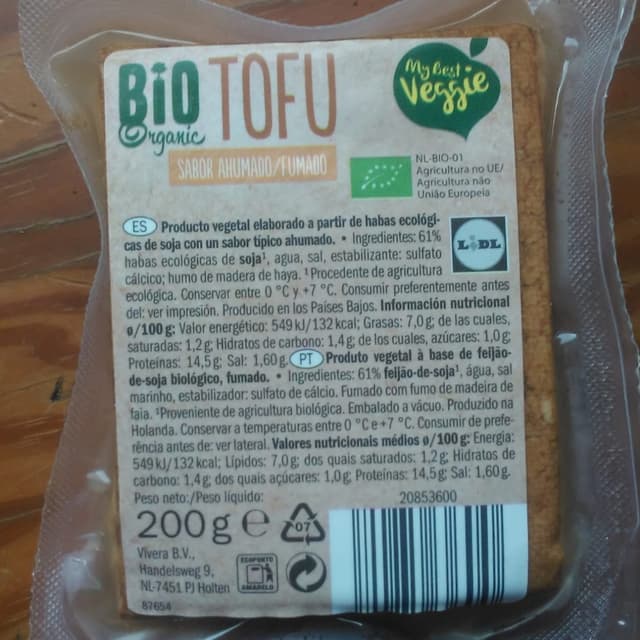 BIO TOFU
Organic
My Best
Veggie
SABOR AHUMADO/FUMADO
NL-BIO-01
Agricultura no UE/
Agricultura não
União Europeia
ES Producto vegetal elaborado a partir de habas ecológi-
cas de soja con un sabor típico ahumado. • Ingredientes: 61%
habas ecológicas de soja¹, agua, sal, estabilizante: sulfato
cálcico; humo de madera de haya. ¹Procedente de agricultura
ecológica. Conservar entre 0 °C y +7 °C. Consumir preferentemente antes
del: ver impresión. Producido en los Países Bajos. Información nutricional
ø/100 g: Valor energético: 549 kJ/132 kcal; Grasas: 7,0 g; de las cuales,
saturadas: 1,2 g; Hidratos de carbono: 1,4 g; de los cuales, azúcares: 1,0 g;
Proteínas: 14,5 g; Sal: 1,60 g. PT Produto vegetal à base de feijão-
de-soja biológico, fumado. • Ingredientes: 61% feijão-de-soja¹, água, sal
marinho, estabilizador: sulfato de cálcio. Fumado com fumo de madeira de
faia. ¹Proveniente de agricultura biológica. Embalado a vácuo. Produzido na
Holanda. Conservar a temperaturas entre 0 °C e +7 °C. Consumir de prefe-
rência antes de: ver lateral. Valores nutricionais médios ø/100 g: Energia:
549 kJ/132 kcal; Lípidos: 7,0 g; dos quais saturados: 1,2 g; Hidratos de
carbono: 1,4 g; dos quais açúcares: 1,0 g; Proteínas: 14,5 g; Sal: 1,60 g.
LIDL
Peso neto:/Peso líquido:
20853600
200 g e
07
Vivera B.V.,
Handelsweg 9,
NL-7451 PJ Holten
ECOPONTO
AMARELO
87654